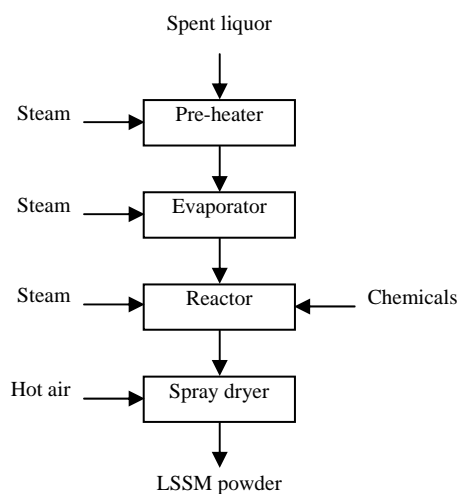 Spent liquor
Steam
Pre-heater
Steam
Evaporator
Steam
Reactor
Chemicals
Hot air
Spray dryer
LSSM powder